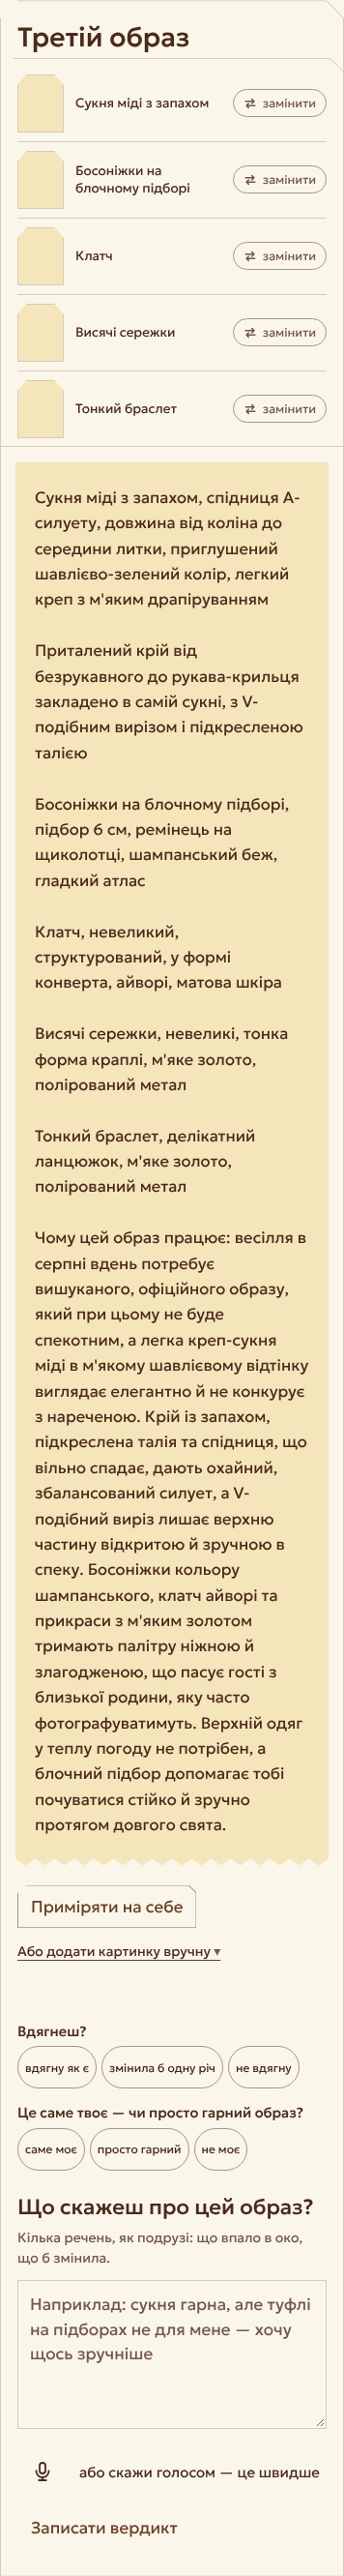 Третій образ
Сукня міді з запахом
⇄ замінити
Босоніжки на
блочному підборі
⇄ замінити
Клатч
⇄ замінити
Висячі сережки
⇄ замінити
Тонкий браслет
⇄ замінити
Сукня міді з запахом, спідниця А-
силуету, довжина від коліна до
середини литки, приглушений
шавлієво-зелений колір, легкий
креп з м'яким драпіруванням
Приталений крій від
безрукавного до рукава-крильця
закладено в самій сукні, з V-
подібним вирізом і підкресленою
талією
Босоніжки на блочному підборі,
підбор 6 см, ремінець на
щиколотці, шампанський беж,
гладкий атлас
Клатч, невеликий,
структурований, у формі
конверта, айворі, матова шкіра
Висячі сережки, невеликі, тонка
форма краплі, м'яке золото,
полірований метал
Тонкий браслет, делікатний
ланцюжок, м'яке золото,
полірований метал
Чому цей образ працює: весілля в
серпні вдень потребує
вишуканого, офіційного образу,
який при цьому не буде
спекотним, а легка креп-сукня
міді в м'якому шавлієвому відтінку
виглядає елегантно й не конкурує
з нареченою. Крій із запахом,
підкреслена талія та спідниця, що
вільно спадає, дають охайний,
збалансований силует, а V-
подібний виріз лишає верхню
частину відкритою й зручною в
спеку. Босоніжки кольору
шампанського, клатч айворі та
прикраси з м'яким золотом
тримають палітру ніжною й
злагодженою, що пасує гості з
близької родини, яку часто
фотографуватимуть. Верхній одяг
у теплу погоду не потрібен, а
блочний підбор допомагає тобі
почуватися стійко й зручно
протягом довгого свята.
Приміряти на себе
Або додати картинку вручну ▾
Вдягнеш?
вдягну як є
змінила б одну річ
не вдягну
Це саме твоє — чи просто гарний образ?
саме моє
просто гарний
не моє
Що скажеш про цей образ?
Кілька речень, як подрузі: що впало в око,
що б змінила.
Наприклад: сукня гарна, але туфлі
на підборах не для мене — хочу
щось зручніше
або скажи голосом — це швидше
Записати вердикт